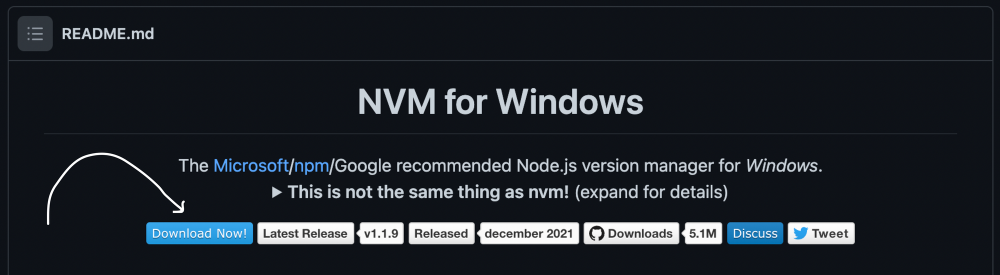 README.md
NVM for Windows
The Microsoft/npm/Google recommended Node.js version manager for Windows.
▶ This is not the same thing as nvm! (expand for details)
Download Now! Latest Release v1.1.9 Released december 2021 Downloads 5.1M Discuss Tweet